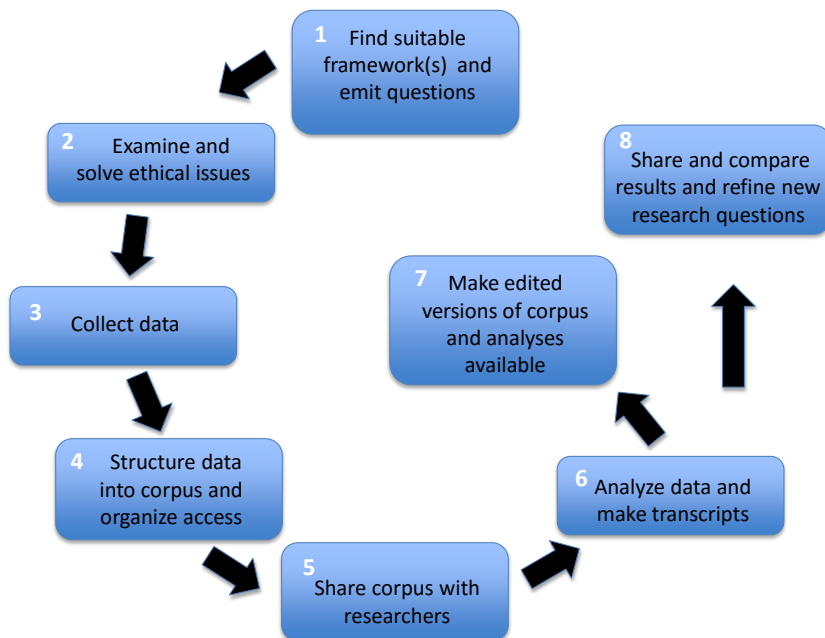 1
Find suitable
framework(s) and
emit questions
2
Examine and
solve ethical issues
3
Collect data
4
Structure data
into corpus and
organize access
5
Share corpus with
researchers
6
Analyze data and
make transcripts
7
Make edited
versions of corpus
and analyses
available
8
Share and compare
results and refine new
research questions